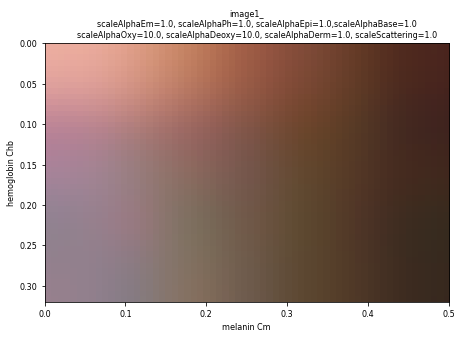 image1_
scaleAlphaEm=1.0, scaleAlphaPh=1.0, scaleAlphaEpi=1.0,scaleAlphaBase=1.0
scaleAlphaOxy=10.0, scaleAlphaDeoxy=10.0, scaleAlphaDerm=1.0, scaleScattering=1.0
0.00
0.05
0.10
0.15
0.20
0.25
0.30
hemoglobin Chb
0.0 0.1 0.2 0.3 0.4 0.5
melanin Cm